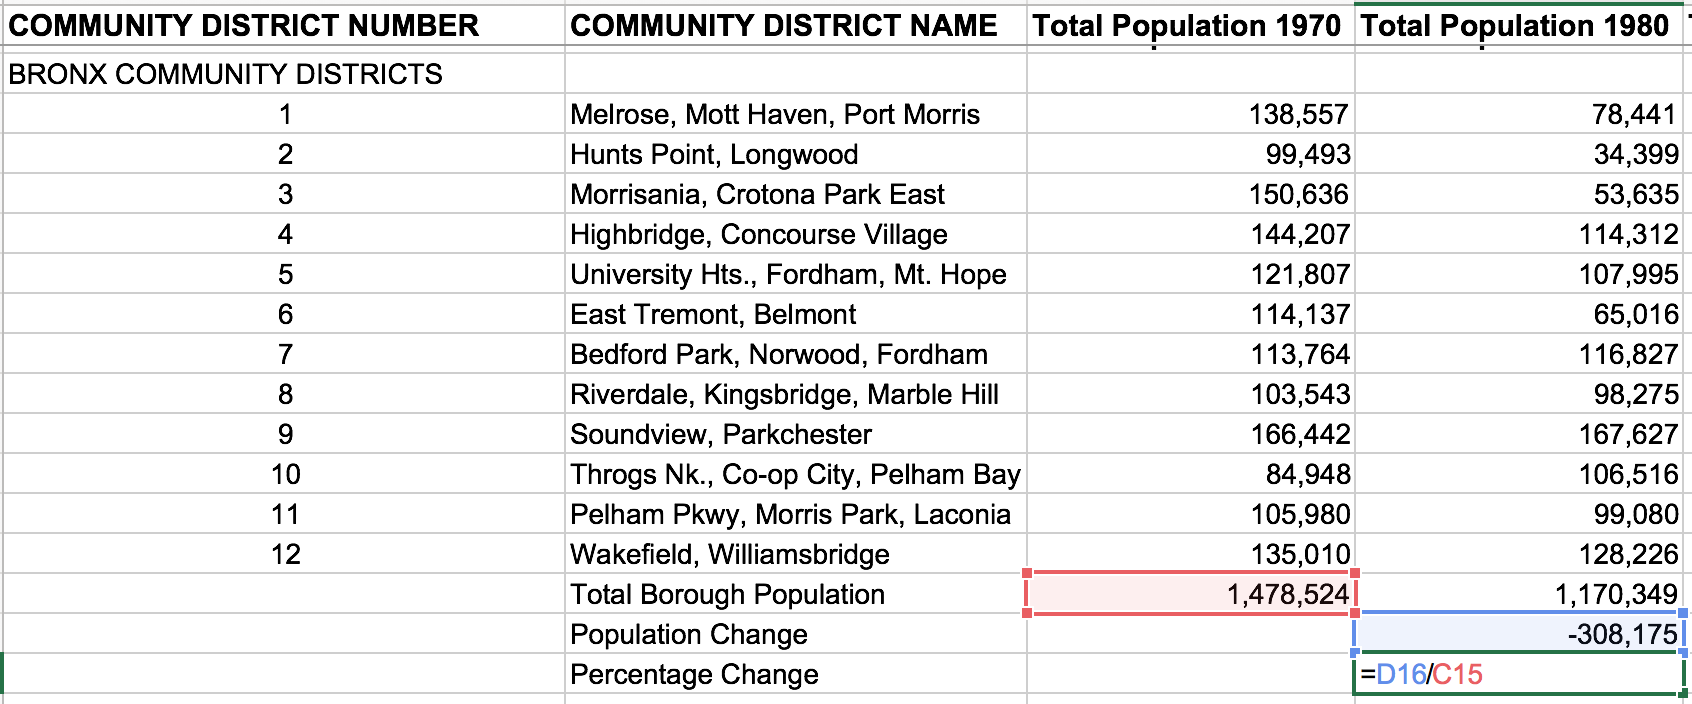 COMMUNITY DISTRICT NUMBER COMMUNITY DISTRICT NAME Total Population 1970 Total Population 1980
BRONX COMMUNITY DISTRICTS
1 Melrose, Mott Haven, Port Morris 138,557 78,441
2 Hunts Point, Longwood 99,493 34,399
3 Morrisania, Crotona Park East 150,636 53,635
4 Highbridge, Concourse Village 144,207 114,312
5 University Hts., Fordham, Mt. Hope 121,807 107,995
6 East Tremont, Belmont 114,137 65,016
7 Bedford Park, Norwood, Fordham 113,764 116,827
8 Riverdale, Kingsbridge, Marble Hill 103,543 98,275
9 Soundview, Parkchester 166,442 167,627
10 Throgs Nk., Co-op City, Pelham Bay 84,948 106,516
11 Pelham Pkwy, Morris Park, Laconia 105,980 99,080
12 Wakefield, Williamsbridge 135,010 128,226
Total Borough Population 1,478,524 1,170,349
Population Change -308,175
Percentage Change =D16/C15